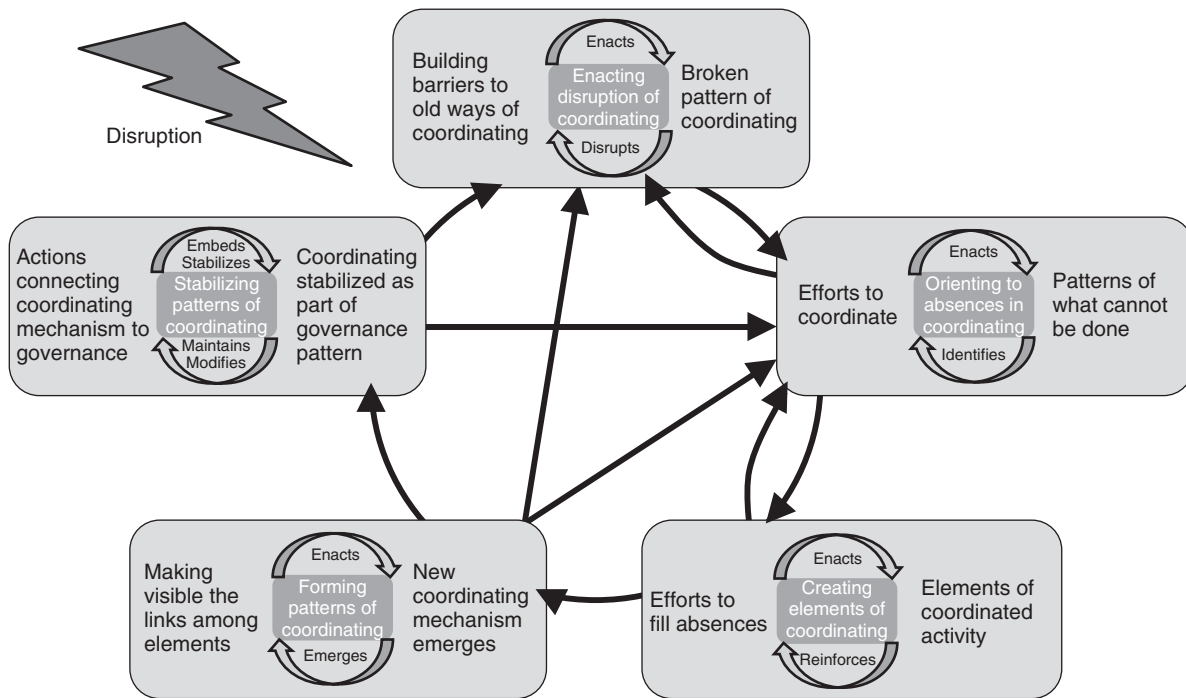 Disruption
Building
barriers to
old ways of
coordinating
Enacts
Enacting
disruption of
coordinating
Disrupts
Broken
pattern of
coordinating
Actions
connecting
coordinating
mechanism to
governance
Embeds
Stabilizes
Stabilizing
patterns of
coordinating
Maintains
Modifies
Coordinating
stabilized as
part of
governance
pattern
Efforts to
coordinate
Enacts
Orienting to
absences in
coordinating
Identifies
Patterns of
what cannot
be done
Making
visible the
links among
elements
Enacts
Forming
patterns of
coordinating
Emerges
New
coordinating
mechanism
emerges
Efforts to
fill absences
Enacts
Creating
elements of
coordinating
Reinforces
Elements of
coordinated
activity